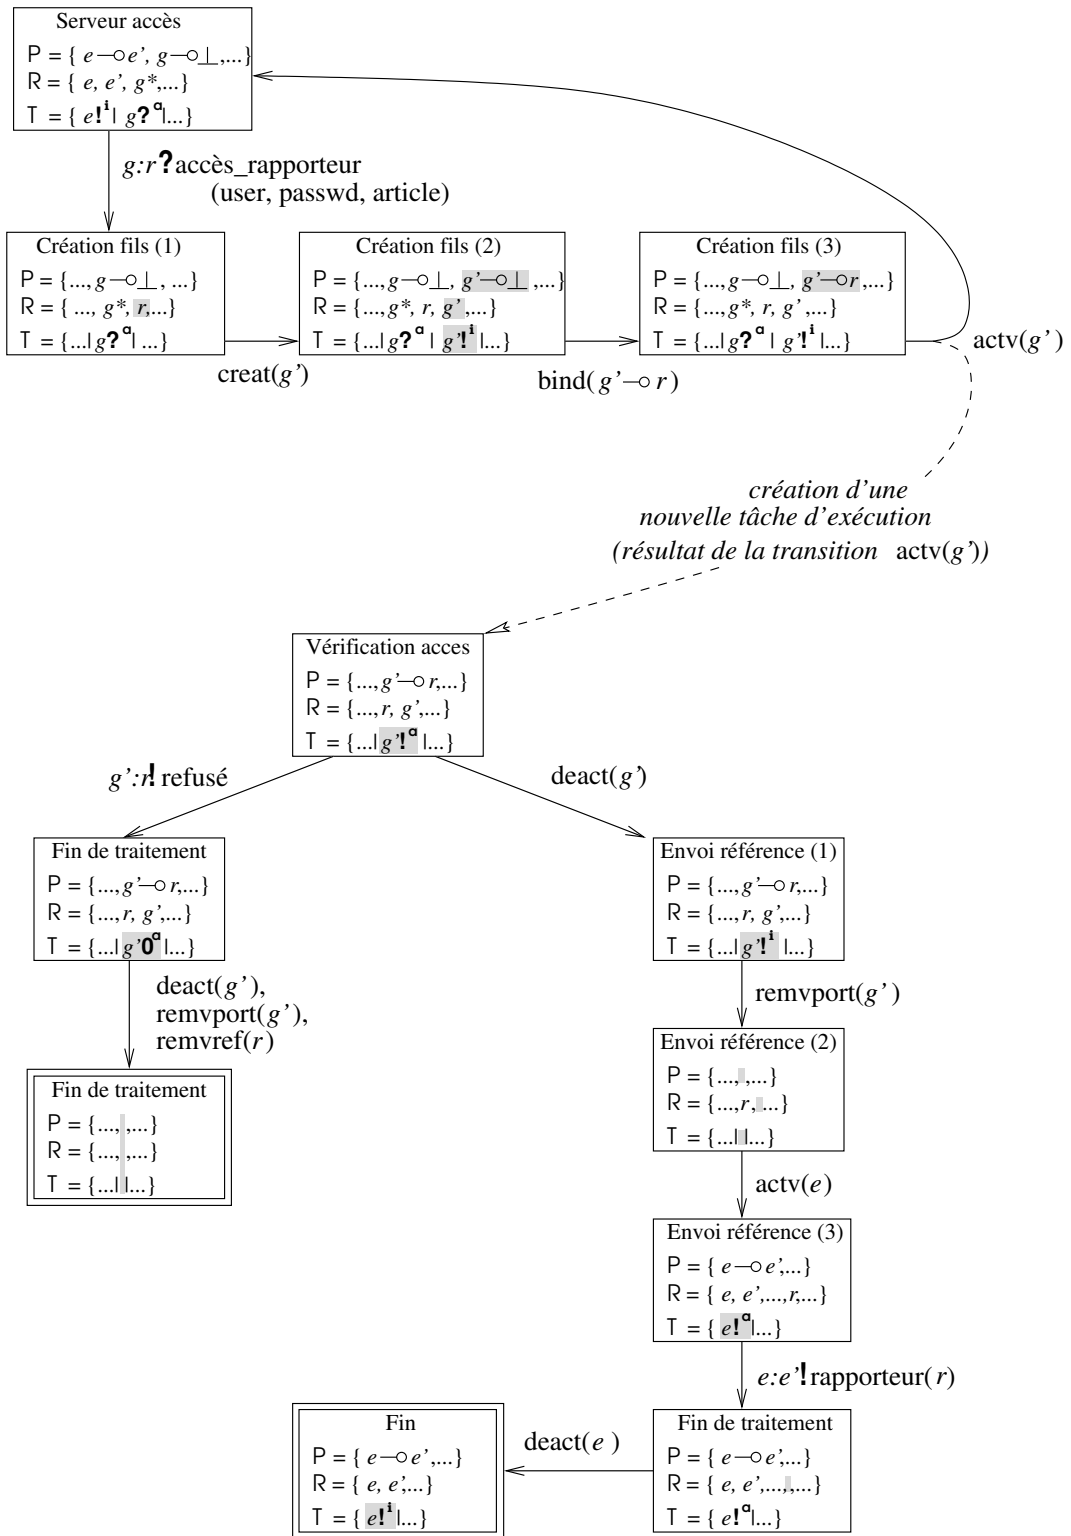 Serveur accès
P = { e⊸e', g⊸⊥,...}
R = { e, e', g*,...}
T = { e!ⁱ | g?ᵃ|...}
g:r?accès_rapporteur
(user, passwd, article)
Création fils (1)
P = {..., g⊸⊥, ...}
R = { ..., g*, r,...}
T = {...| g?ᵃ| ...}
creat(g')
Création fils (2)
P = {...,g⊸⊥, g'⊸⊥ ,...}
R = {...,g*, r, g' ,...}
T = {...| g?ᵃ | g'!ⁱ |...}
bind(g'⊸ r)
Création fils (3)
P = {...,g⊸⊥, g'⊸r,...}
R = {...,g*, r, g' ,...}
T = {...| g?ᵃ | g'!ⁱ |...}
actv(g')
création d'une
nouvelle tâche d'exécution
(résultat de la transition actv(g'))
Vérification acces
P = {...,g'⊸r,...}
R = {...,r, g',...}
T = {...| g'!ᵃ |...}
g':r! refusé
deact(g')
Fin de traitement
P = {...,g'⊸r,...}
R = {...,r, g',...}
T = {...| g'0ᵃ |...}
deact(g'),
remvport(g'),
remvref(r)
Fin de traitement
P = {..., ,...}
R = {..., ,...}
T = {...| |...}
Envoi référence (1)
P = {...,g'⊸r,...}
R = {...,r, g',...}
T = {...| g'!ⁱ |...}
remvport(g')
Envoi référence (2)
P = {..., ,...}
R = {...,r, ...}
T = {...| |...}
actv(e)
Envoi référence (3)
P = { e⊸e',...}
R = { e, e',...,r,...}
T = { e!ᵃ|...}
e:e'!rapporteur(r)
Fin de traitement
P = { e⊸e',...}
R = { e, e',...,,...}
T = { e!ᵃ|...}
deact(e )
Fin
P = { e⊸e',...}
R = { e, e',...}
T = { e!ⁱ|...}